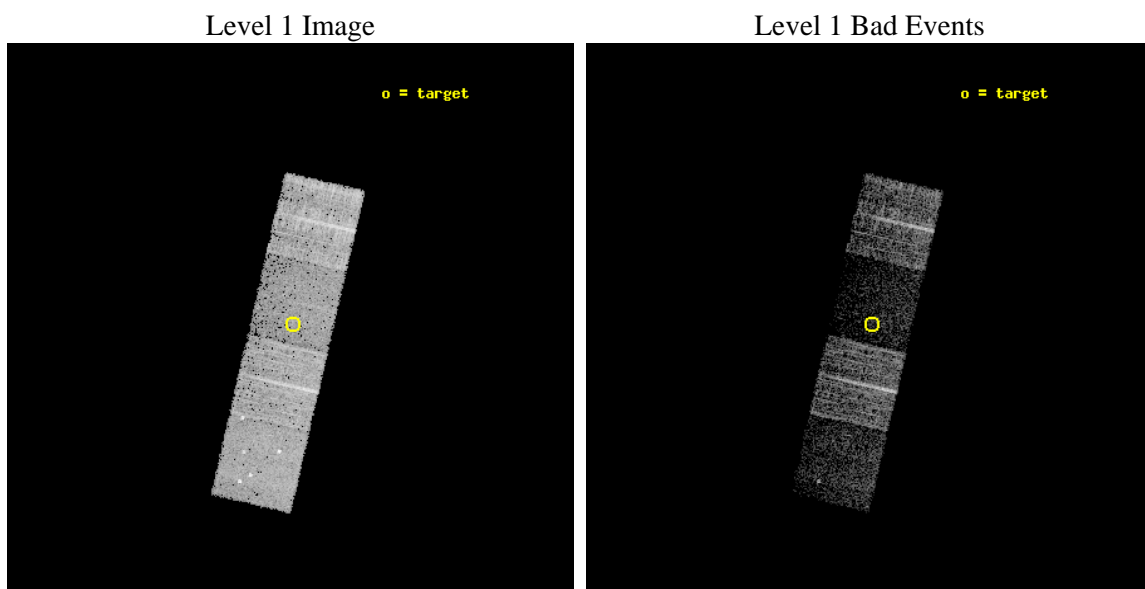 Level 1 Image
Level 1 Bad Events
o = target
o = target